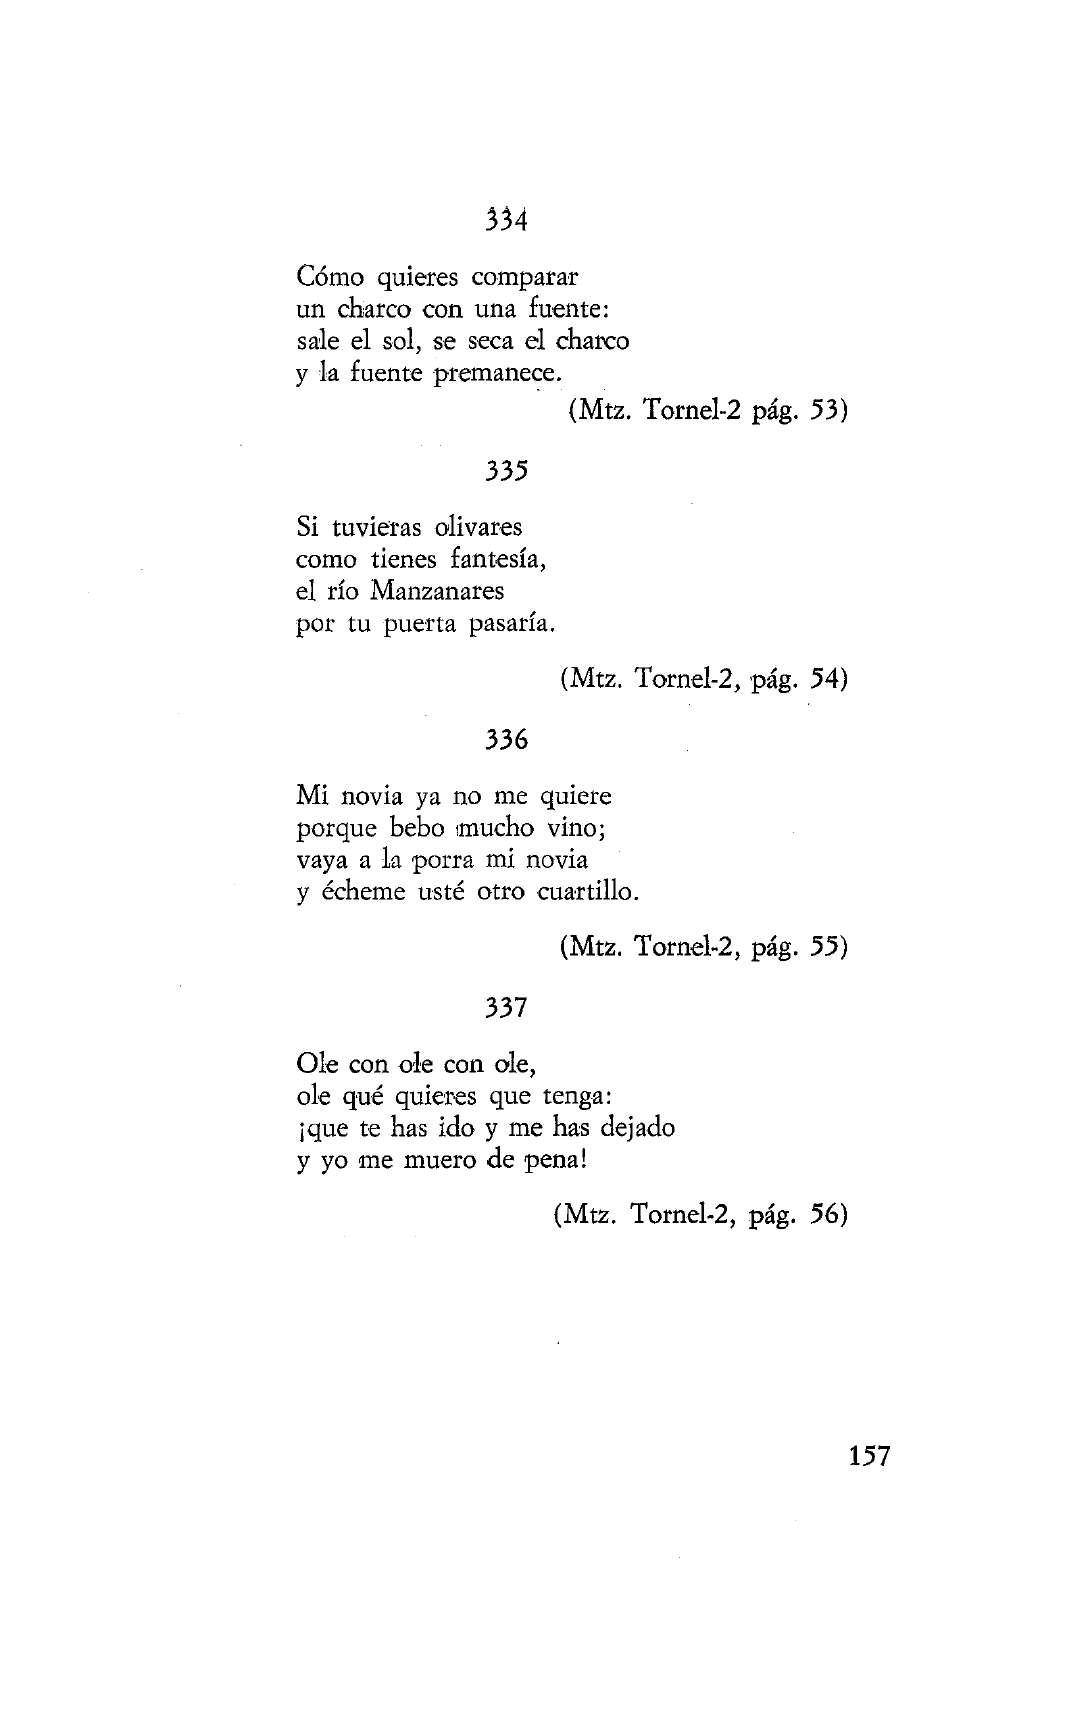 334
Cómo quieres comparar
un charco con una fuente:
sale el sol, se seca el charco
y la fuente premanece.
(Mtz. Tornel-2 pág. 53)
335
Si tuvieras olivares
como tienes fantesía,
el río Manzanares
por tu puerta pasaría.
(Mtz. Tornel-2, pág. 54)
336
Mi novia ya no me quiere
porque bebo mucho vino;
vaya a la porra mi novia
y écheme usté otro cuartillo.
(Mtz. Tornel-2, pág. 55)
337
Ole con ole con ole,
ole qué quieres que tenga:
¡que te has ido y me has dejado
y yo me muero de pena!
(Mtz. Tornel-2, pág. 56)
157